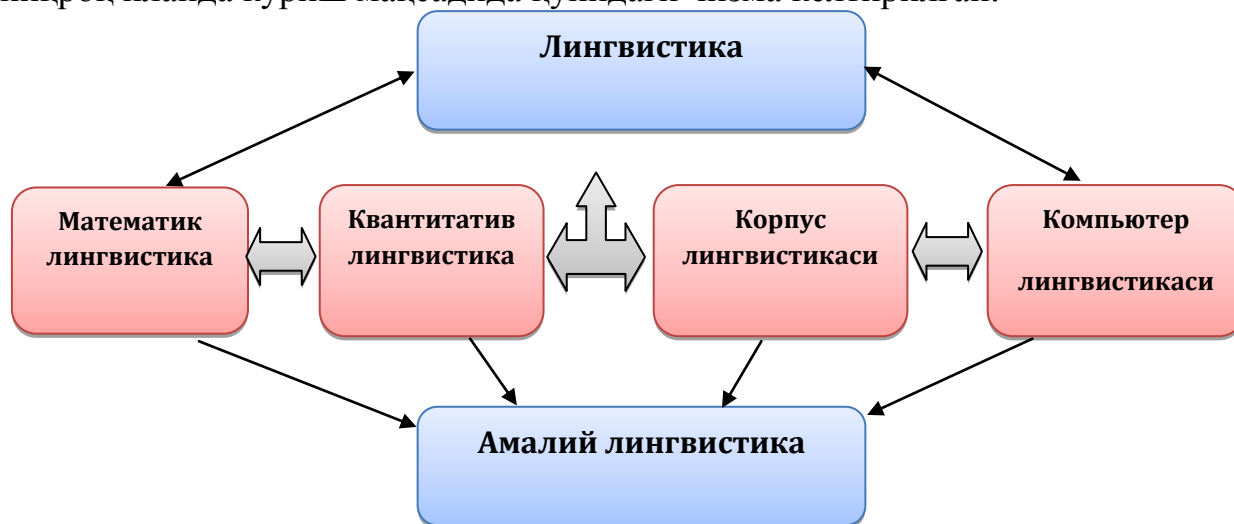 Лингвистика
Математик
лингвистика
Квантитатив
лингвистика
Корпус
лингвистикаси
Компьютер
лингвистикаси
Амалий лингвистика